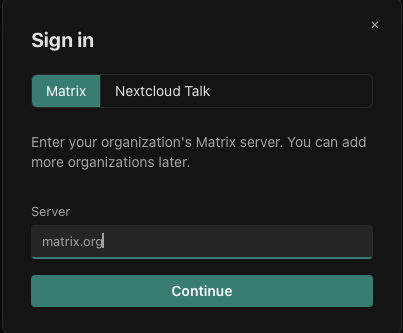 Sign in
×
Matrix
Nextcloud Talk
Enter your organization's Matrix server. You can add
more organizations later.
Server
matrix.org
Continue